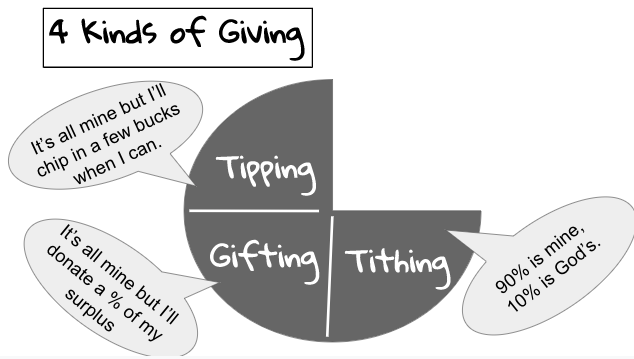 4 Kinds of Giving
It's all mine but I'll
chip in a few bucks
when I can.
Tipping
It's all mine but I'll
donate a % of my
surplus
Gifting
Tithing
90% is mine,
10% is God's.